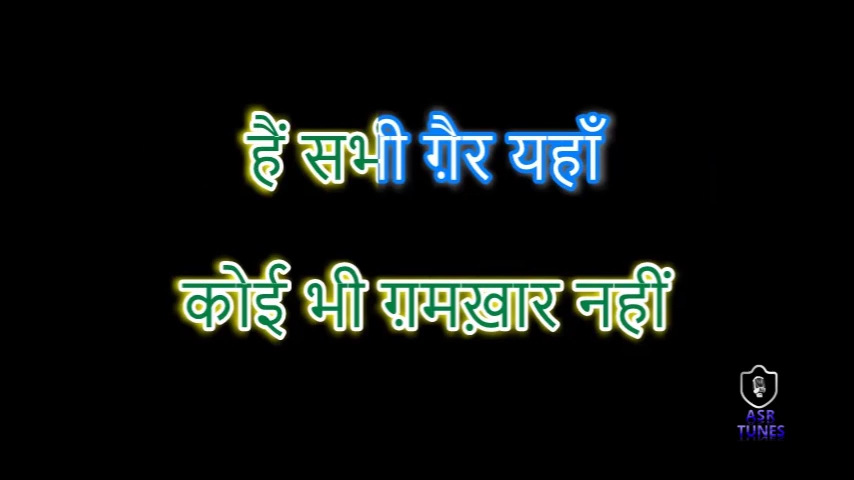 हैं सभी ग़ैर यहाँ
कोई भी ग़मख़ार नहीं
ASR
TUNES